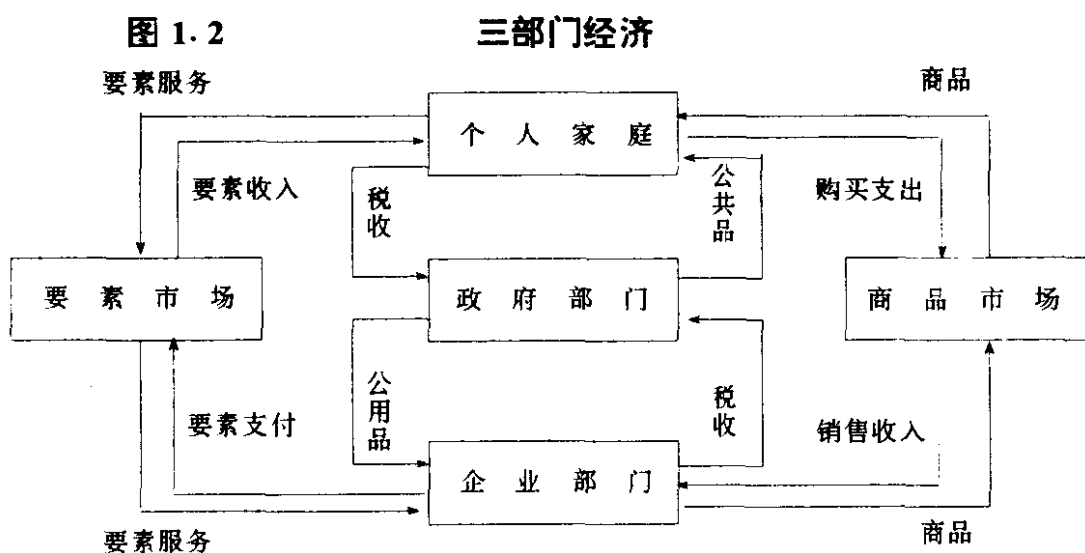 图 1.2 三部门经济
要素服务
商品
个人家庭
要素收入
税收
公共品
购买支出
要素市场
政府部门
商品市场
要素支付
公用品
税收
销售收入
企业部门
要素服务
商品